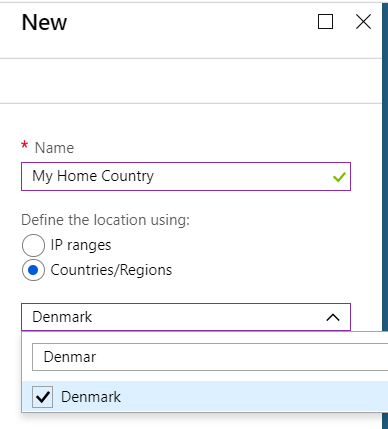 New
* Name
My Home Country
Define the location using:
IP ranges
Countries/Regions
Denmark
Denmar
Denmark